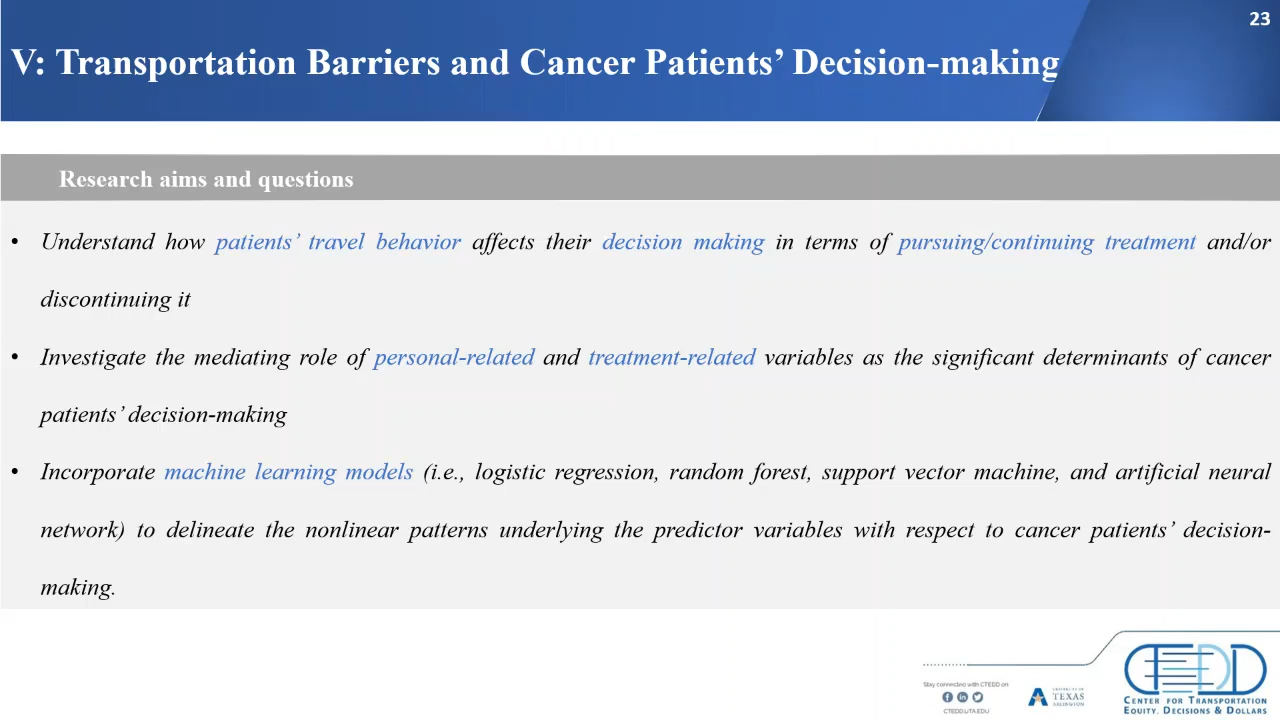 23
V: Transportation Barriers and Cancer Patients’ Decision-making
Research aims and questions
• Understand how patients’ travel behavior affects their decision making in terms of pursuing/continuing treatment and/or
discontinuing it
• Investigate the mediating role of personal-related and treatment-related variables as the significant determinants of cancer
patients’ decision-making
• Incorporate machine learning models (i.e., logistic regression, random forest, support vector machine, and artificial neural
network) to delineate the nonlinear patterns underlying the predictor variables with respect to cancer patients’ decision-
making.
Stay connected with CTEDD on
CTEDD.UTA.EDU
UNIVERSITY OF
TEXAS
ARLINGTON
CTEDD
CENTER FOR TRANSPORTATION
EQUITY, DECISIONS & DOLLARS